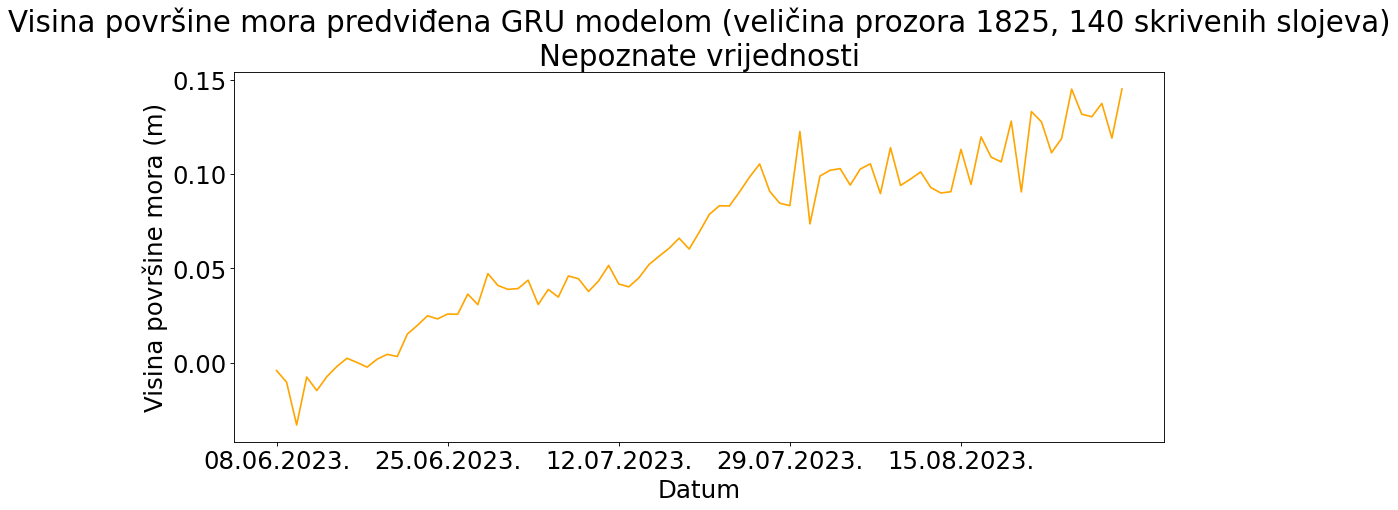 Visina površine mora predviđena GRU modelom (veličina prozora 1825, 140 skrivenih slojeva)
Nepoznate vrijednosti
Visina površine mora (m)
0.15
0.10
0.05
0.00
08.06.2023.
25.06.2023.
12.07.2023.
29.07.2023.
15.08.2023.
Datum